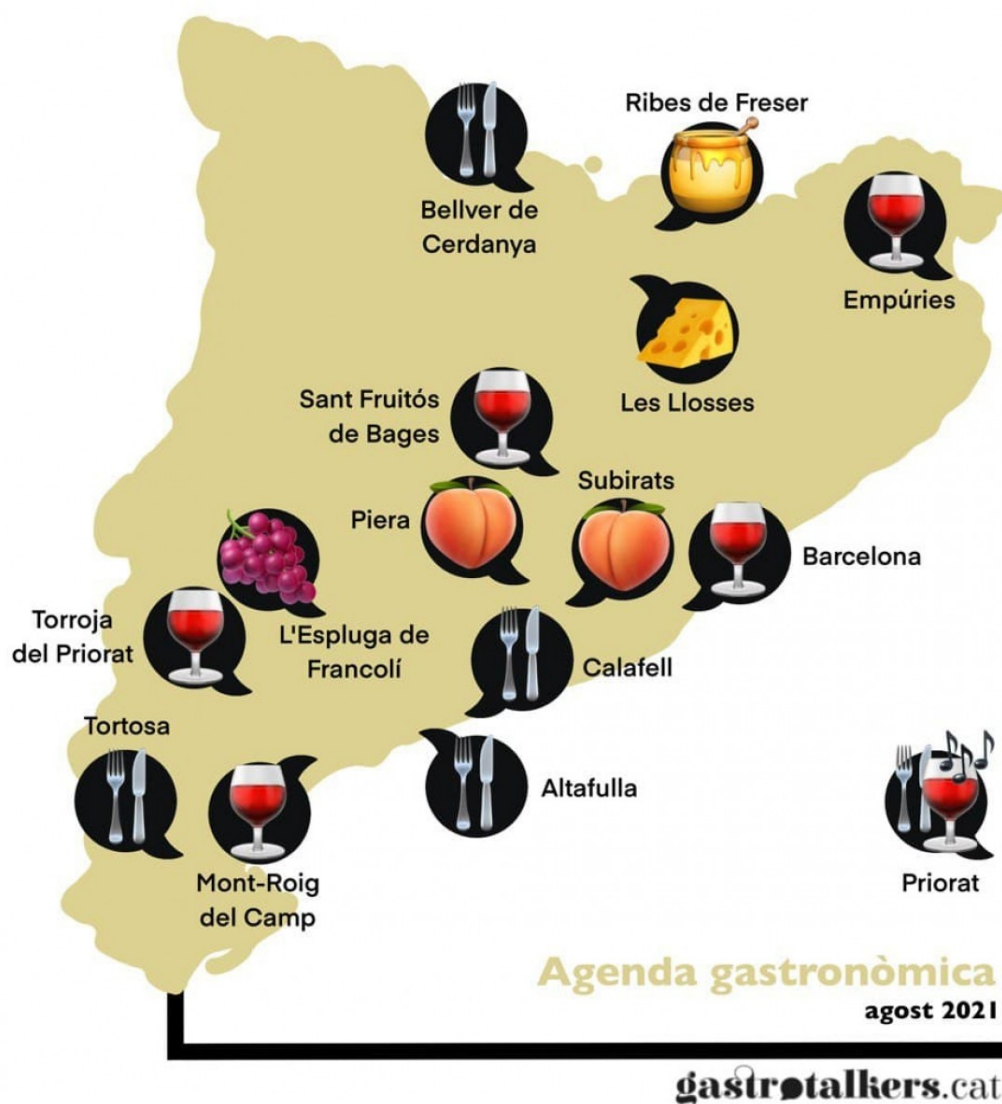 Ribes de Freser
Bellver de
Cerdanya
Empúries
Les Llosses
Sant Fruitós
de Bages
Subirats
Piera
Barcelona
Torroja
del Priorat
L'Espluga de
Francolí
Calafell
Tortosa
Altafulla
Mont-Roig
del Camp
Priorat
Agenda gastronòmica
agost 2021
gastrotalkers.cat